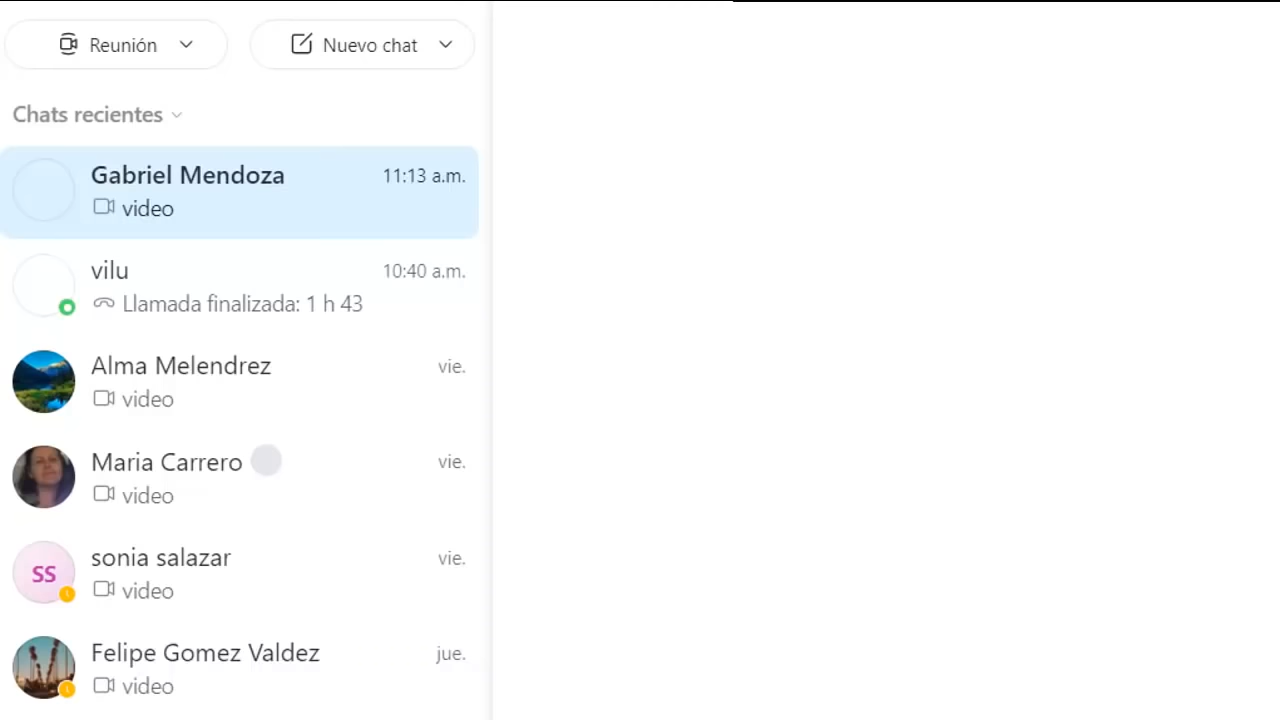 Reunión
Nuevo chat
Chats recientes
Gabriel Mendoza 11:13 a.m.
video
vilu 10:40 a.m.
Llamada finalizada: 1 h 43
Alma Melendrez vie.
video
Maria Carrero vie.
video
SS sonia salazar vie.
video
Felipe Gomez Valdez jue.
video